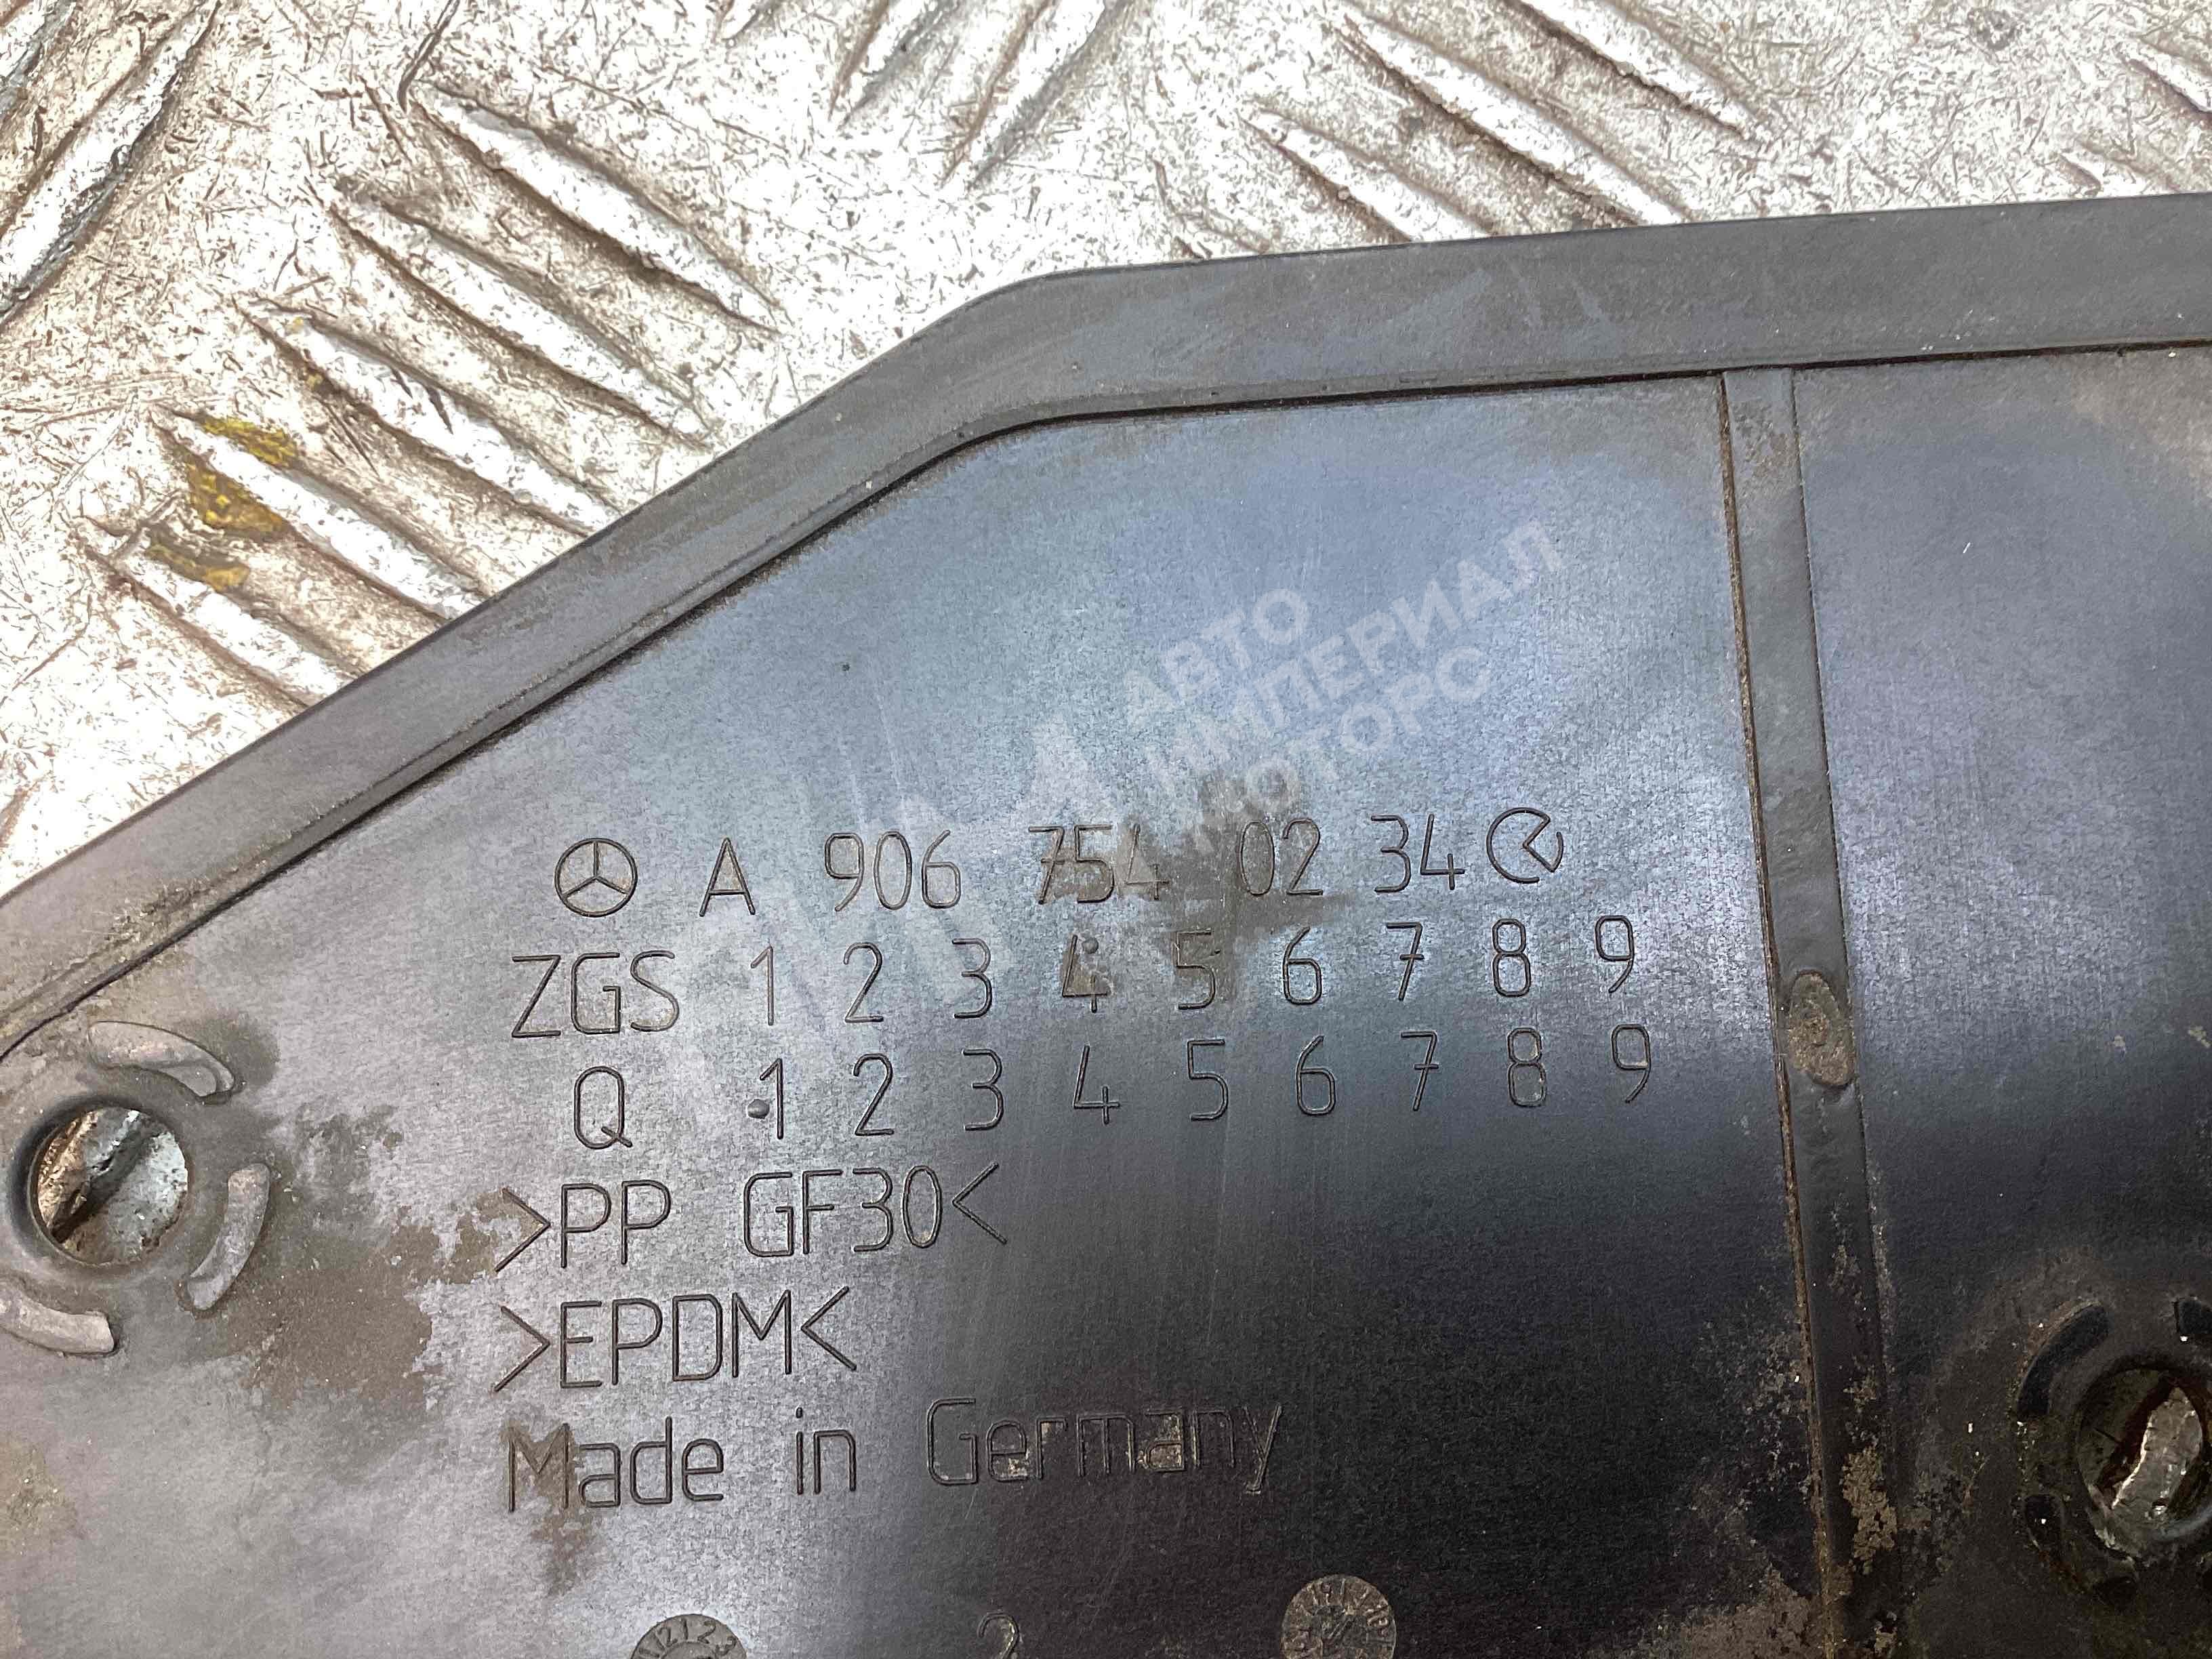 АВТО
ИМПЕРИАЛ
МОТОРС
A 906 754 02 34
ZGS 1 2 3 4 5 6 7 8 9
Q 1 2 3 4 5 6 7 8 9
>PP GF30<
>EPDM<
Made in Germany
2